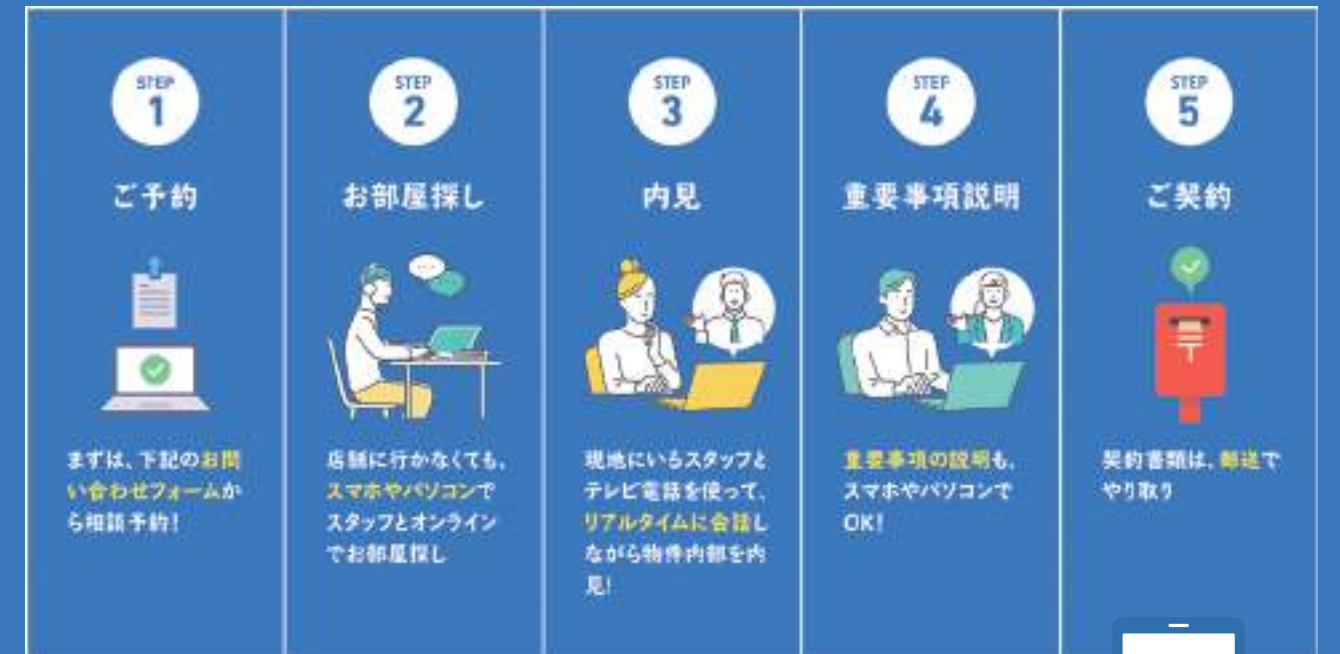 STEP
1
ご予約
まずは、下記のお問
い合わせフォームか
ら相談予約！
STEP
2
お部屋探し
店舗に行かなくても、
スマホやパソコンで
スタッフとオンライン
でお部屋探し
STEP
3
内見
現地にいるスタッフと
テレビ電話を使って、
リアルタイムに会話し
ながら物件内部を内
見！
STEP
4
重要事項説明
重要事項の説明も、
スマホやパソコンで
OK！
STEP
5
ご契約
契約書類は、郵送で
やり取り